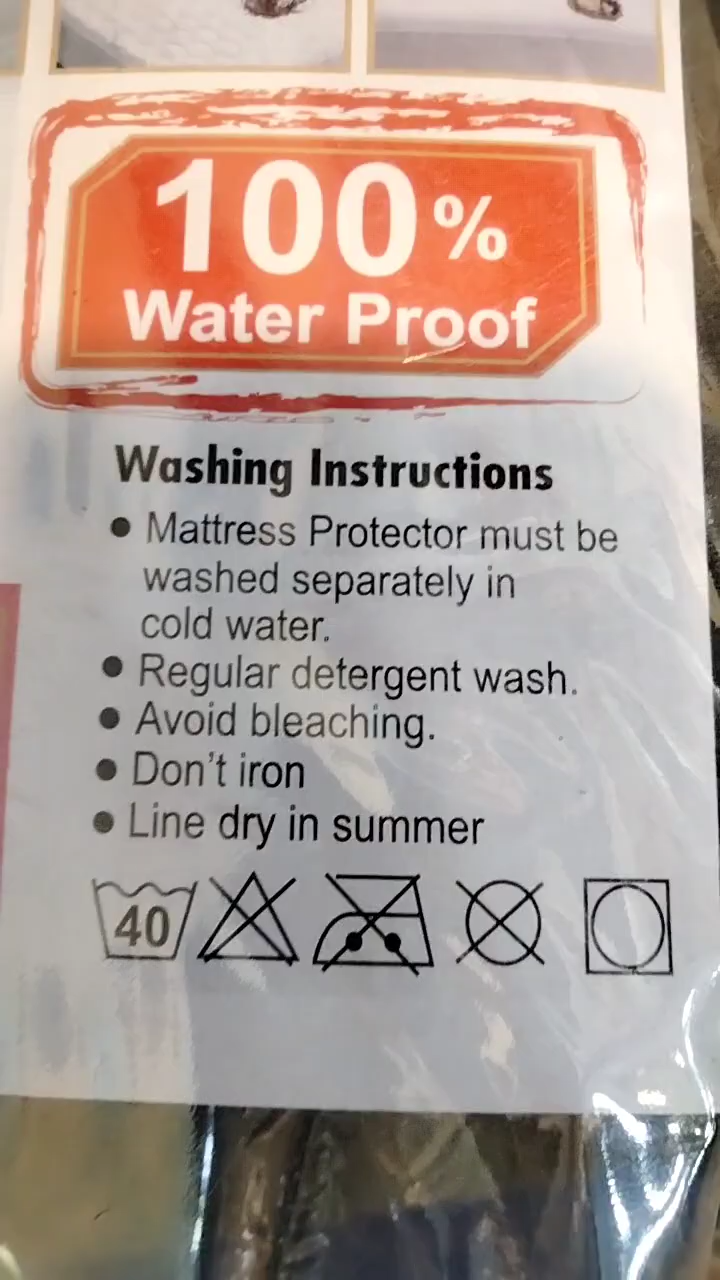 100%
Water Proof
Washing Instructions
• Mattress Protector must be
washed separately in
cold water.
• Regular detergent wash.
• Avoid bleaching.
• Don't iron
• Line dry in summer
40